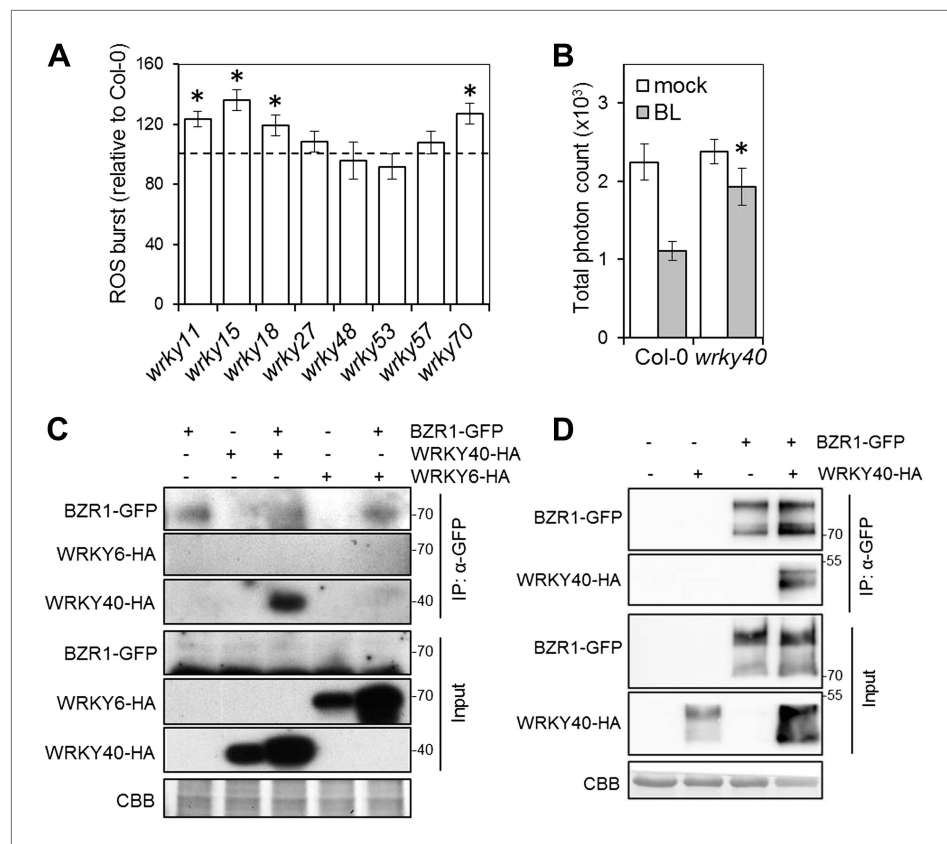 A
ROS burst (relative to Col-0)
160
120
80
40
0
* * * *
wrky11 wrky15 wrky18 wrky27 wrky48 wrky53 wrky57 wrky70
B
Total photon count (x10³)
3
2
1
0
mock
BL
*
Col-0 wrky40
C
+ - + - + BZR1-GFP
- + + - - WRKY40-HA
- - - + + WRKY6-HA
BZR1-GFP -70
WRKY6-HA -70
WRKY40-HA -40
IP: α-GFP
BZR1-GFP -70
WRKY6-HA -70
WRKY40-HA -40
Input
CBB
D
- - + + BZR1-GFP
- + - + WRKY40-HA
BZR1-GFP -70
WRKY40-HA -55
IP: α-GFP
BZR1-GFP -70
WRKY40-HA -55
Input
CBB